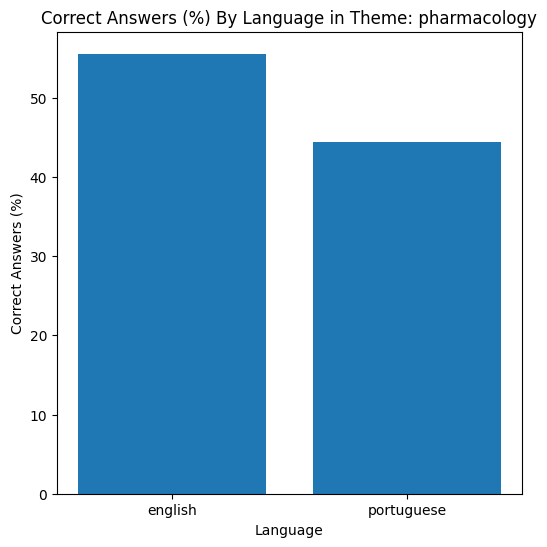 Correct Answers (%) By Language in Theme: pharmacology
Correct Answers (%)
50
40
30
20
10
0
english portuguese
Language